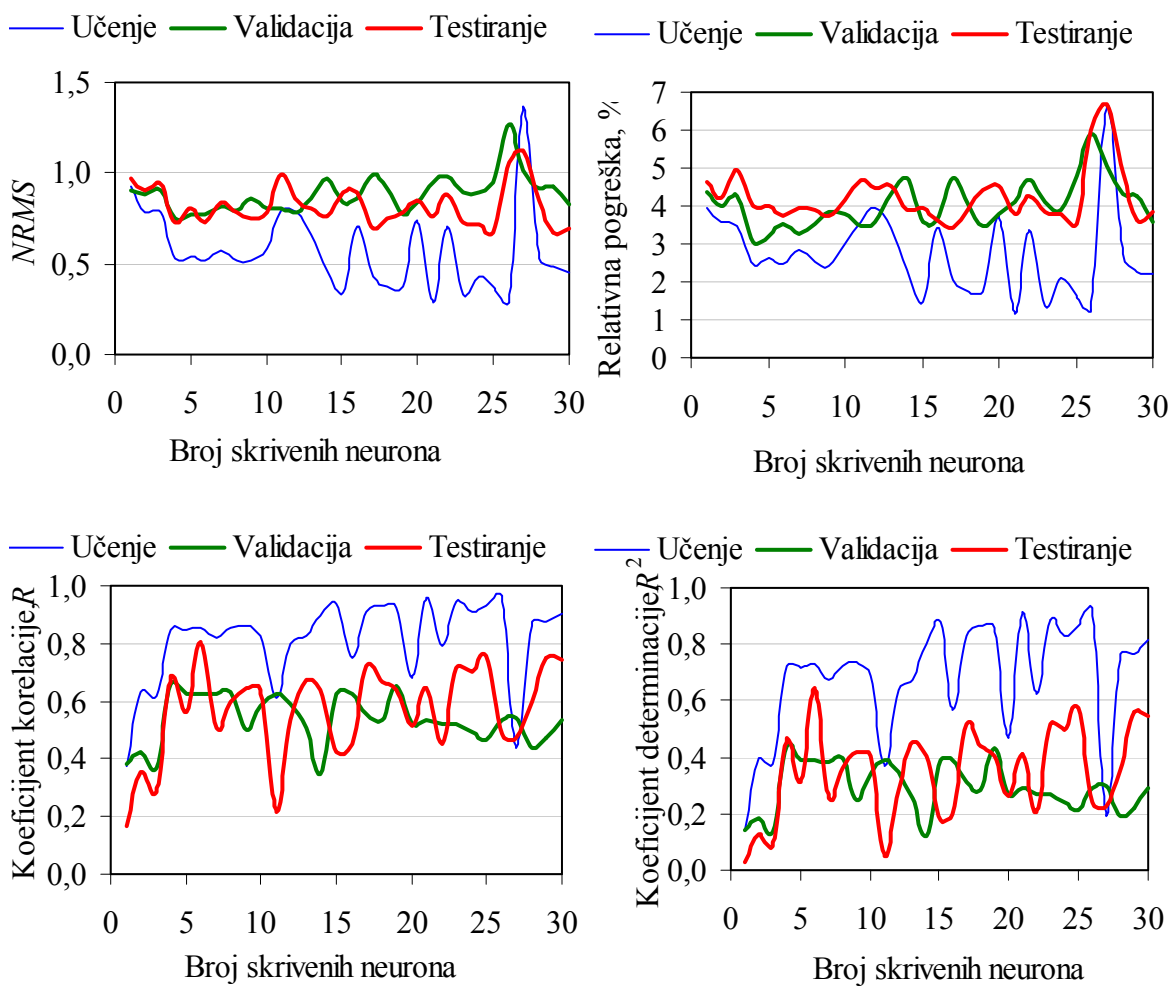 Učenje Validacija Testiranje
NRMS
1,5
1,0
0,5
0,0
0 5 10 15 20 25 30
Broj skrivenih neurona
Učenje Validacija Testiranje
Relativna pogreška, %
7
6
5
4
3
2
1
0
0 5 10 15 20 25 30
Broj skrivenih neurona
Učenje Validacija Testiranje
Koeficijent korelacije R
1,0
0,8
0,6
0,4
0,2
0,0
0 5 10 15 20 25 30
Broj skrivenih neurona
Učenje Validacija Testiranje
Koeficijent determinacije R²
1,0
0,8
0,6
0,4
0,2
0,0
0 5 10 15 20 25 30
Broj skrivenih neurona